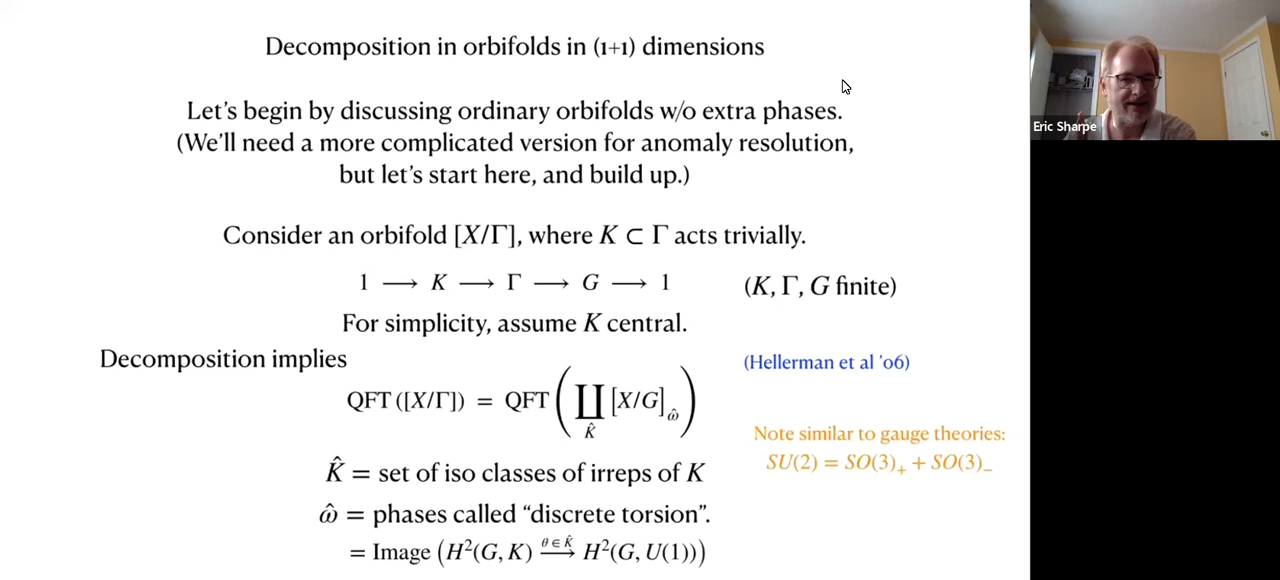 Decomposition in orbifolds in (1+1) dimensions
Let's begin by discussing ordinary orbifolds w/o extra phases.
(We'll need a more complicated version for anomaly resolution,
but let's start here, and build up.)
Eric Sharpe
Consider an orbifold [X/Γ], where K ⊂ Γ acts trivially.
1 ⟶ K ⟶ Γ ⟶ G ⟶ 1 (K, Γ, G finite)
For simplicity, assume K central.
Decomposition implies (Hellerman et al '06)
QFT ([X/Γ]) = QFT (∐_K̂ [X/G]_ω̂)
Note similar to gauge theories:
SU(2) = SO(3)₊ + SO(3)₋
K̂ = set of iso classes of irreps of K
ω̂ = phases called “discrete torsion”.
= Image (H²(G, K) ⟶^{θ ∈ K̂} H²(G, U(1)))